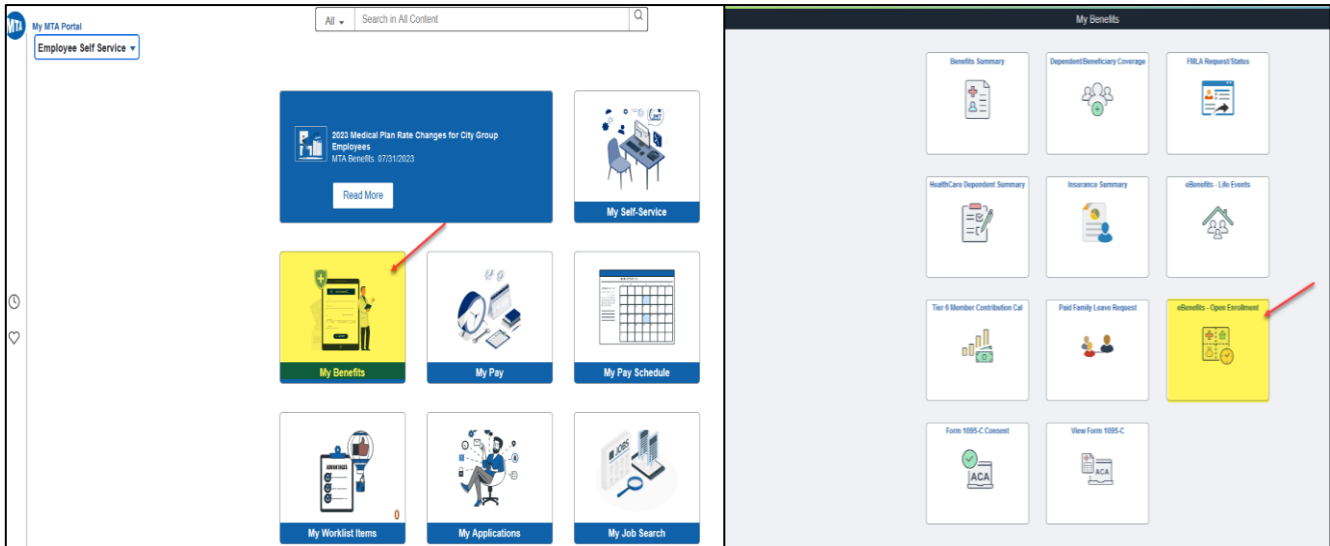 MTA
My MTA Portal
Employee Self Service
All
Search in All Content
2023 Medical Plan Rate Changes for City Group
Employees
MTA Benefits 07/31/2023
Read More
My Self-Service
My Benefits
My Pay
My Pay Schedule
ADVANTAGES
0
JOBS
My Worklist Items
My Applications
My Job Search
My Benefits
Benefits Summary
Dependent/Beneficiary Coverage
FMLA Request/Status
HealthCare Dependent Summary
Insurance Summary
eBenefits - Life Events
Tier 6 Member Contribution Cal
Paid Family Leave Request
eBenefits - Open Enrollment
Form 1095-C Consent
View Form 1095-C
ACA
ACA